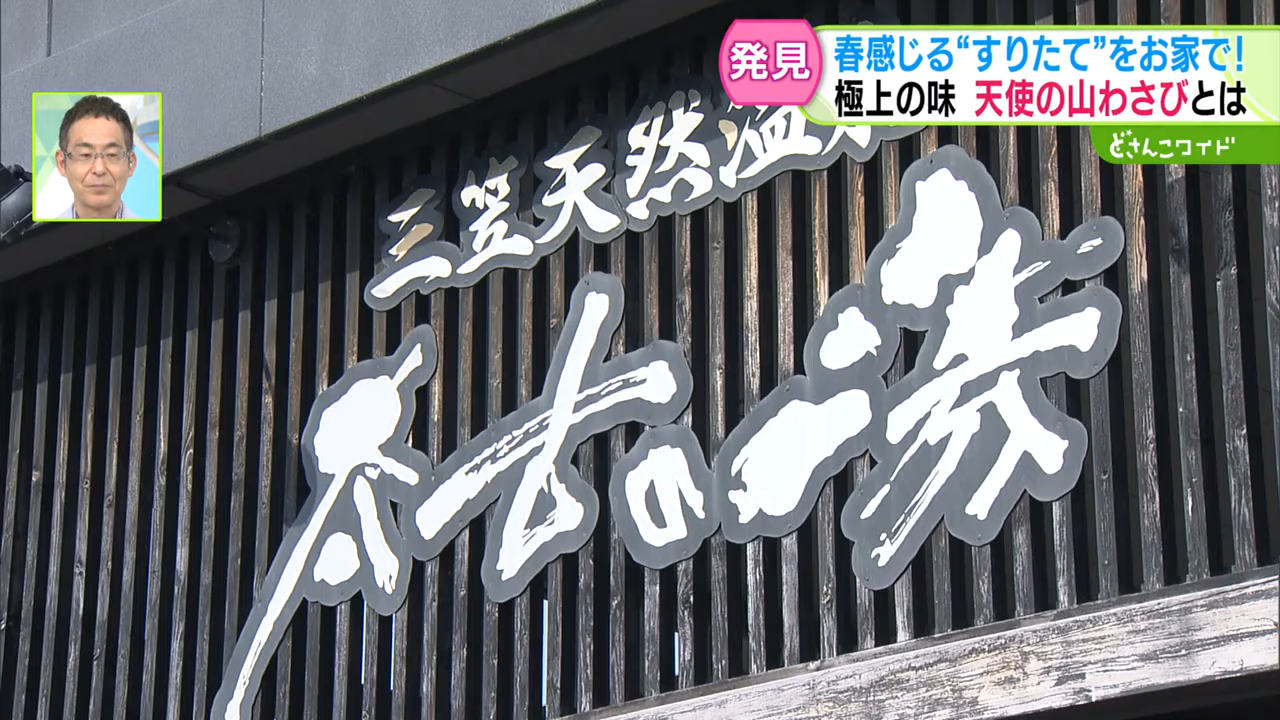 発見
春感じる“すりたて”をお家で！
極上の味 天使の山わさびとは
どさんこワイド
三笠天然温泉
太古の湯